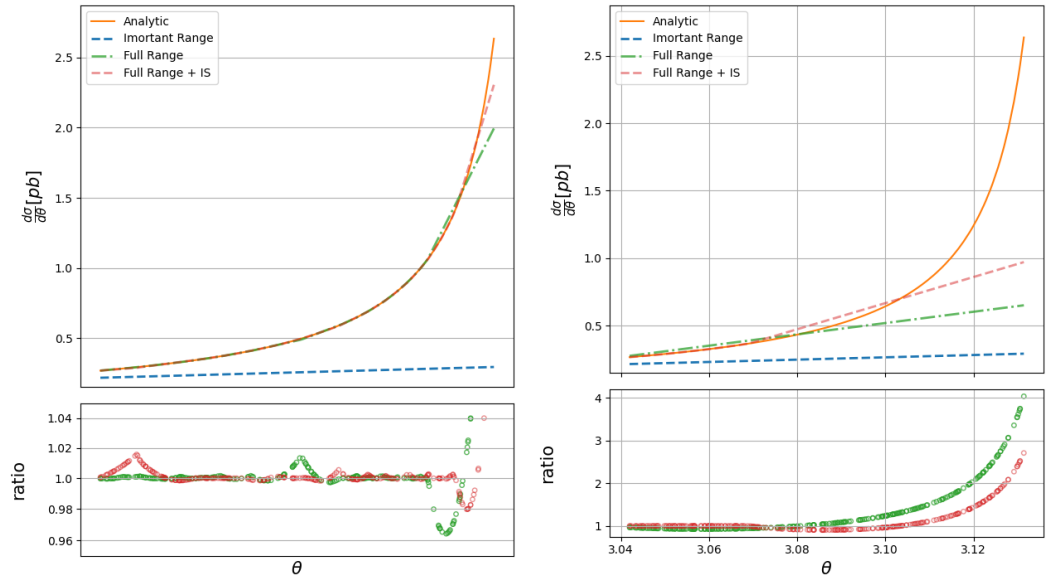 Analytic
Imortant Range
Full Range
Full Range + IS
2.5
2.0
1.5
1.0
0.5
dσ/dθ [pb]
1.04
1.02
1.00
0.98
0.96
ratio
θ
Analytic
Imortant Range
Full Range
Full Range + IS
2.5
2.0
1.5
1.0
0.5
dσ/dθ [pb]
4
3
2
1
ratio
3.04 3.06 3.08 3.10 3.12
θ